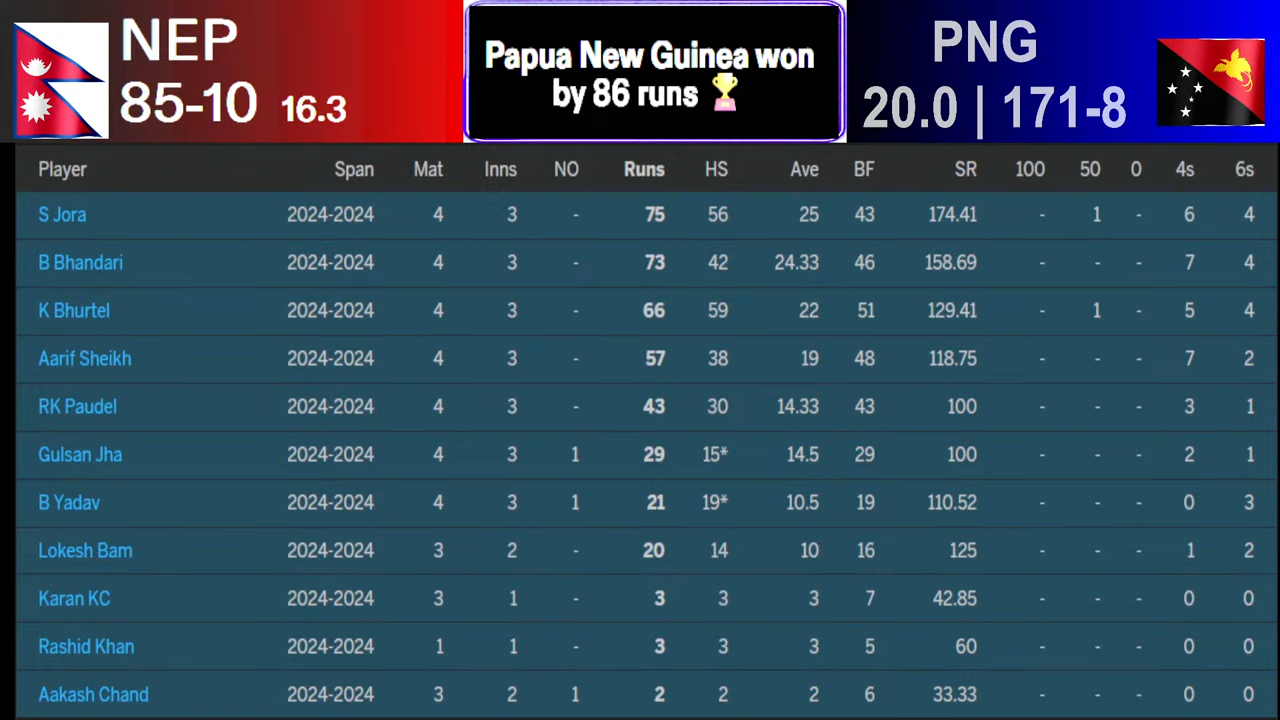 NEP
85-10 16.3
Papua New Guinea won
by 86 runs 🏆
PNG
20.0 | 171-8
Player Span Mat Inns NO Runs HS Ave BF SR 100 50 0 4s 6s
S Jora 2024-2024 4 3 - 75 56 25 43 174.41 - 1 - 6 4
B Bhandari 2024-2024 4 3 - 73 42 24.33 46 158.69 - - - 7 4
K Bhurtel 2024-2024 4 3 - 66 59 22 51 129.41 - 1 - 5 4
Aarif Sheikh 2024-2024 4 3 - 57 38 19 48 118.75 - - - 7 2
RK Paudel 2024-2024 4 3 - 43 30 14.33 43 100 - - - 3 1
Gulsan Jha 2024-2024 4 3 1 29 15* 14.5 29 100 - - - 2 1
B Yadav 2024-2024 4 3 1 21 19* 10.5 19 110.52 - - - 0 3
Lokesh Bam 2024-2024 3 2 - 20 14 10 16 125 - - - 1 2
Karan KC 2024-2024 3 1 - 3 3 3 7 42.85 - - - 0 0
Rashid Khan 2024-2024 1 1 - 3 3 3 5 60 - - - 0 0
Aakash Chand 2024-2024 3 2 1 2 2 2 6 33.33 - - - 0 0